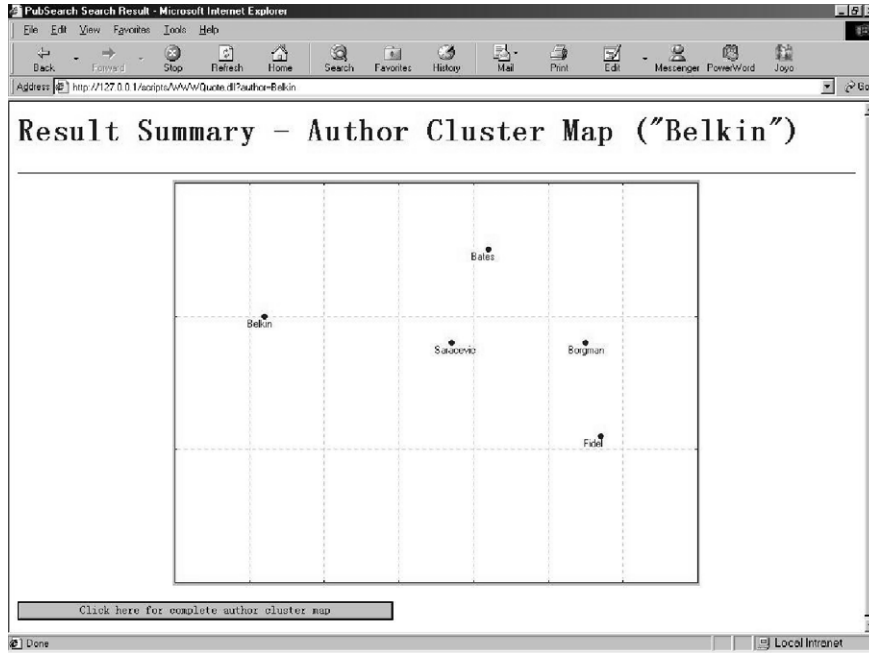 PubSearch Search Result - Microsoft Internet Explorer
File Edit View Favorites Tools Help
Back Forward Stop Refresh Home Search Favorites History Mail Print Edit Messenger PowerWord Joyo
Address http://127.0.0.1/scripts/WWWQuote.dll?author=Belkin Go
Result Summary - Author Cluster Map ("Belkin")
Bates
Belkin
Saracevic Borgman
Fidel
Click here for complete author cluster map
Done Local intranet